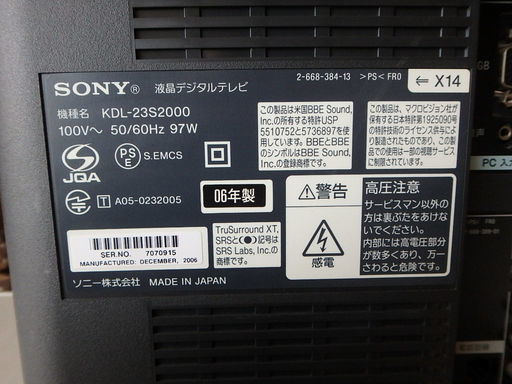 SONY 液晶デジタルテレビ
2-668-384-13 >PS< FR0
⇐ X14
機種名 KDL-23S2000
100V～ 50/60Hz 97W
JQA
PS E S.EMCS
T A05-0232005
06年製
SER.NO. 7070915
MANUFACTURED: DECEMBER, 2006
ソニー株式会社 MADE IN JAPAN
この製品は米国BBE Sound,
Inc.の所有特許USP
5510752と5736897を
使用しています。BBEとBBE
のシンボルはBBE Sound,
Inc.の登録商標です。
この製品は、マクロビジョン社が
保有する日本特許第1925090号
の特許技術のライセンス供与に
より製造されたものであり、この製
品での使用は一部の視聴サービス
に制限されています。
TruSurround XT,
SRSと(●)記号は
SRS Labs, Inc.の
商標です。
警告
感電
高圧注意
サービスマン以外の
方は裏ぶたをあけな
いでください。
内部には高電圧部分
が数多くあり、万一
さわると危険です。
GB
声
PC 入